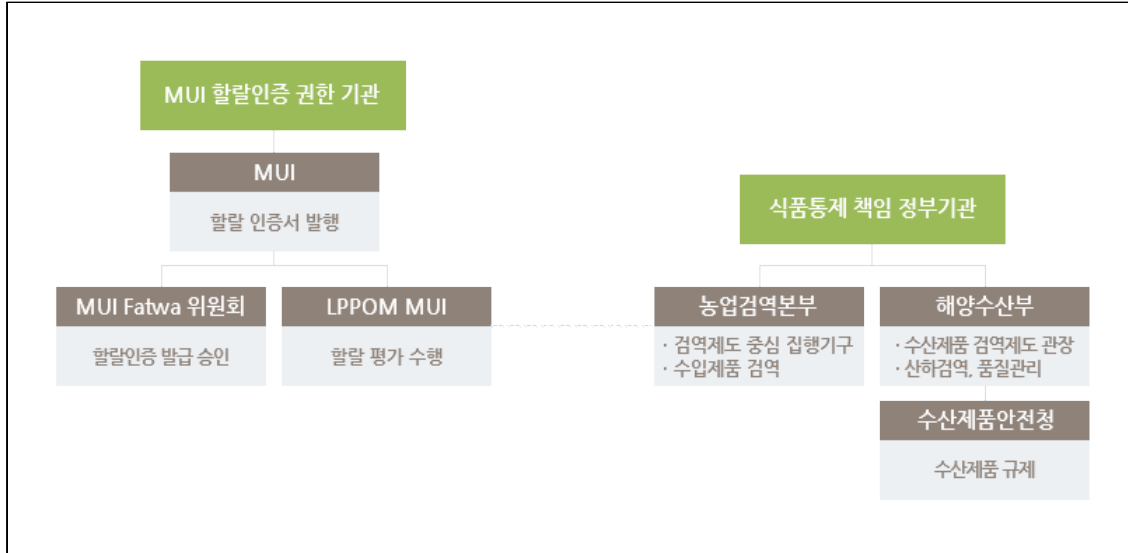 MUI 할랄인증 권한 기관
MUI
할랄 인증서 발행
MUI Fatwa 위원회
할랄인증 발급 승인
LPPOM MUI
할랄 평가 수행
식품통제 책임 정부기관
농업검역본부
· 검역제도 중심 집행기구
· 수입제품 검역
해양수산부
· 수산제품 검역제도 관장
· 산하검역, 품질관리
수산제품안전청
수산제품 규제